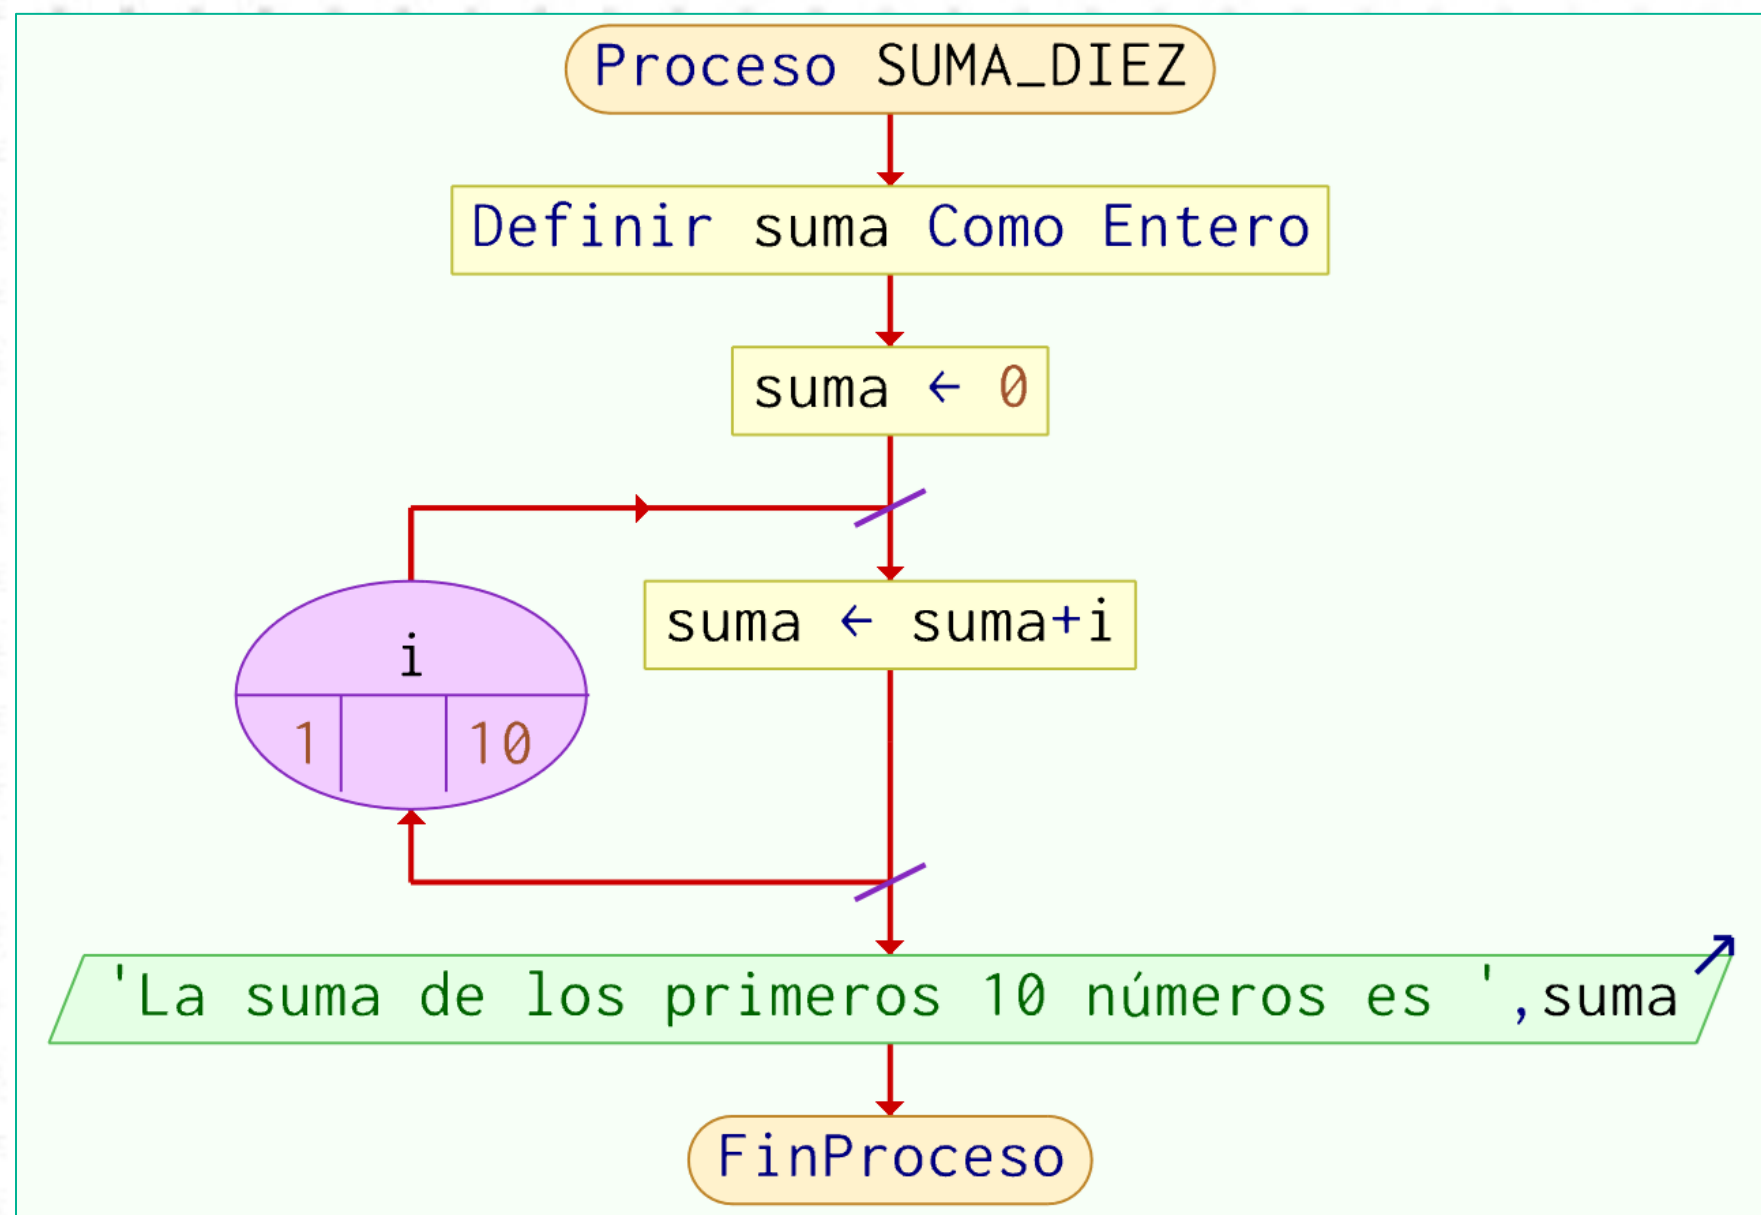 Proceso SUMA_DIEZ
Definir suma Como Entero
suma ← 0
suma ← suma+i
i
1 10
'La suma de los primeros 10 números es ',suma
FinProceso